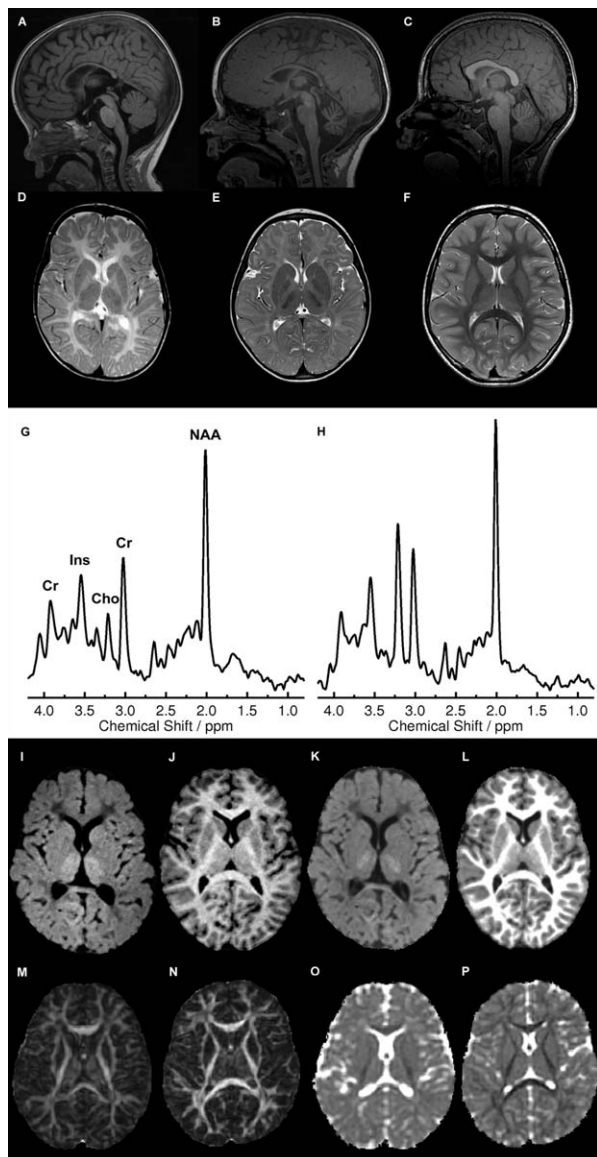 A B C
D E F
G NAA H
Cr
Ins
Cr Cho
4.0 3.5 3.0 2.5 2.0 1.5 1.0 4.0 3.5 3.0 2.5 2.0 1.5 1.0
Chemical Shift / ppm Chemical Shift / ppm
I J K L
M N O P